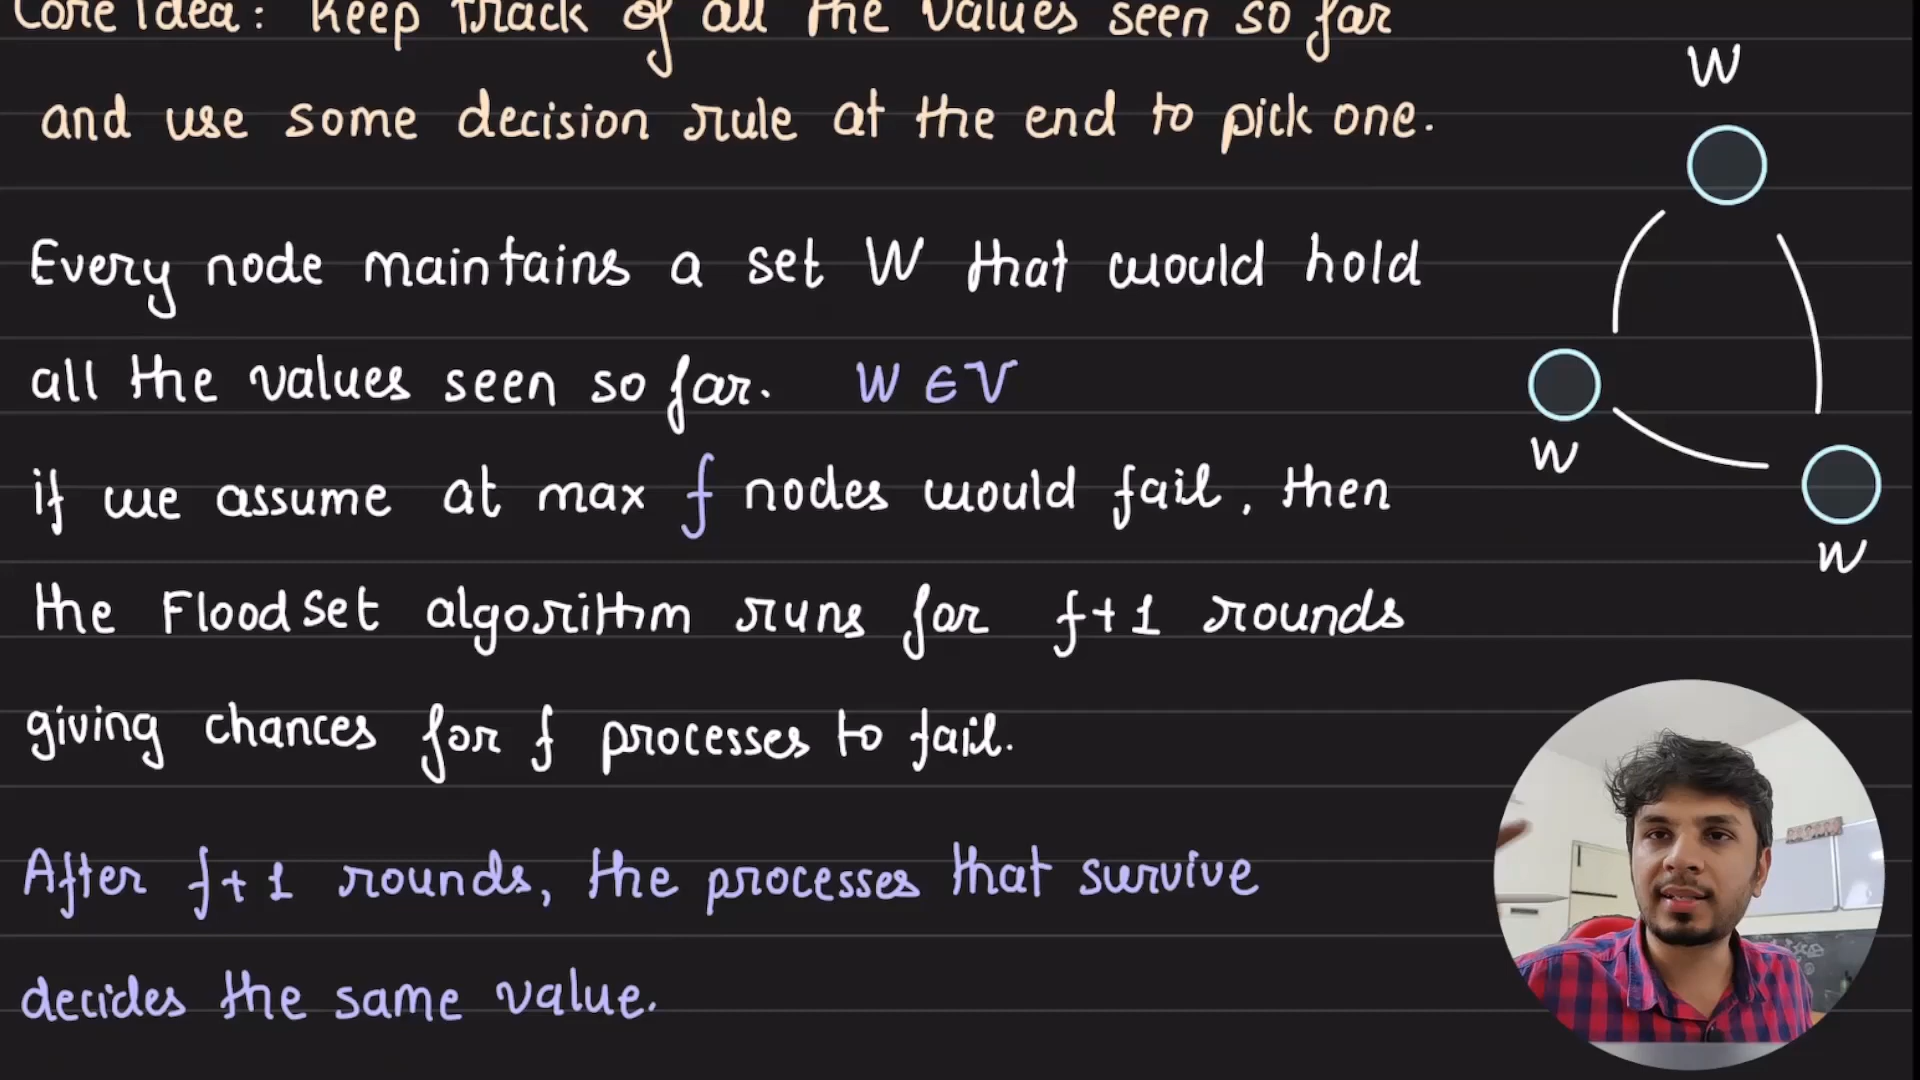 Core idea: Keep track of all the values seen so far
and use some decision rule at the end to pick one.
Every node maintains a set W that would hold
all the values seen so far. W ∈ V
if we assume at max f nodes would fail, then
the FloodSet algorithm runs for f+1 rounds
giving chances for f processes to fail.
After f+1 rounds, the processes that survive
decides the same value.
W
W
W